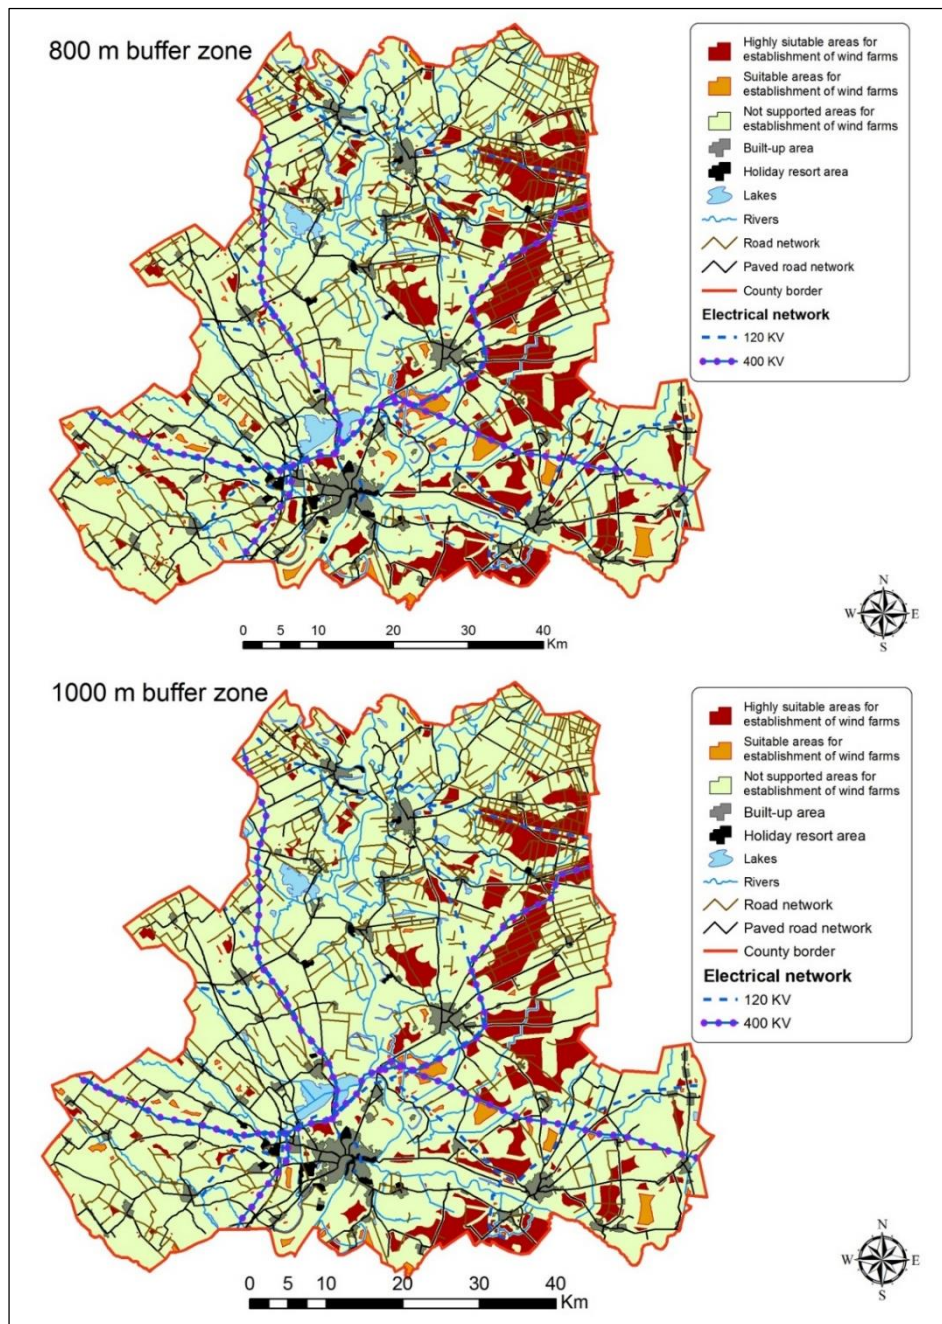 800 m buffer zone
Highly siutable areas for
establishment of wind farms
Suitable areas for
establishment of wind farms
Not supported areas for
establishment of wind farms
Built-up area
Holiday resort area
Lakes
Rivers
Road network
Paved road network
County border
Electrical network
120 KV
400 KV
N
W E
S
0 5 10 20 30 40
Km
1000 m buffer zone
Highly suitable areas for
establishment of wind farms
Suitable areas for
establishment of wind farms
Not supported areas for
establishment of wind farms
Built-up area
Holiday resort area
Lakes
Rivers
Road network
Paved road network
County border
Electrical network
120 KV
400 KV
N
W E
S
0 5 10 20 30 40
Km